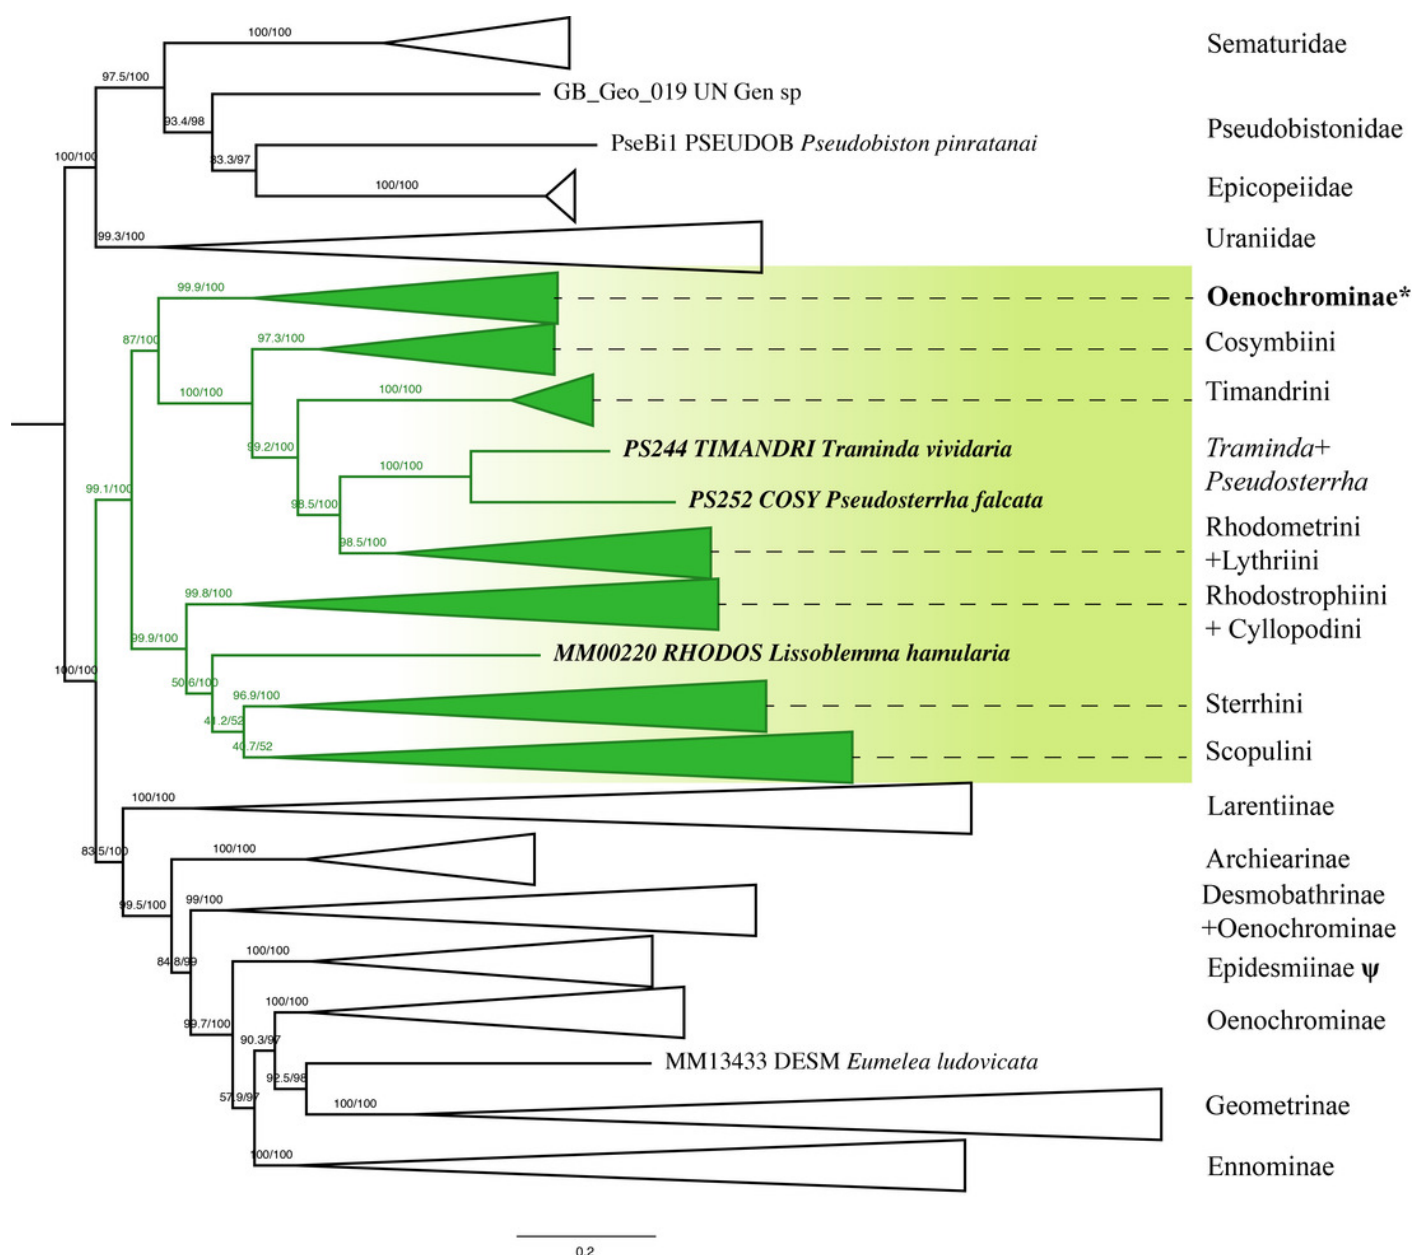 100/100
Sematuridae
97.5/100
GB_Geo_019 UN Gen sp
93.4/98
Pseudobistonidae
PseBi1 PSEUDOB Pseudobiston pinratanai
100/100
83.3/97
100/100
Epicopeiidae
99.3/100
Uraniidae
99.9/100
Oenochrominae*
87/100
97.3/100
Cosymbiini
100/100
100/100
Timandrini
99.2/100
PS244 TIMANDRI Traminda vividaria
Traminda+
100/100
Pseudosterrha
99.1/100
98.5/100
PS252 COSY Pseudosterrha falcata
98.5/100
Rhodometrini
+Lythriini
99.8/100
Rhodostrophiini
+ Cyllopodini
99.9/100
MM00220 RHODOS Lissoblemma hamularia
100/100
50.6/100
96.9/100
Sterrhini
41.2/52
40.7/52
Scopulini
100/100
Larentiinae
83.5/100
100/100
Archiearinae
99.5/100
99/100
Desmobathrinae
+Oenochrominae
84.8/99
100/100
Epidesmiinae ψ
99.7/100
100/100
Oenochrominae
90.3/97
MM13433 DESM Eumelea ludovicata
92.5/98
57.9/97
100/100
Geometrinae
100/100
Ennominae
0.2